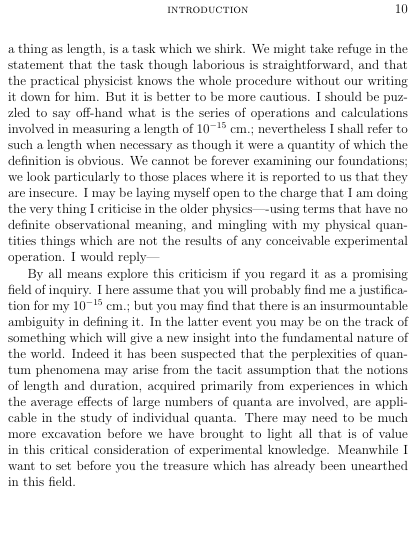 INTRODUCTION 10
a thing as length, is a task which we shirk. We might take refuge in the
statement that the task though laborious is straightforward, and that
the practical physicist knows the whole procedure without our writing
it down for him. But it is better to be more cautious. I should be puz-
zled to say off-hand what is the series of operations and calculations
involved in measuring a length of 10⁻¹⁵ cm.; nevertheless I shall refer to
such a length when necessary as though it were a quantity of which the
definition is obvious. We cannot be forever examining our foundations;
we look particularly to those places where it is reported to us that they
are insecure. I may be laying myself open to the charge that I am doing
the very thing I criticise in the older physics—-using terms that have no
definite observational meaning, and mingling with my physical quan-
tities things which are not the results of any conceivable experimental
operation. I would reply—
By all means explore this criticism if you regard it as a promising
field of inquiry. I here assume that you will probably find me a justifica-
tion for my 10⁻¹⁵ cm.; but you may find that there is an insurmountable
ambiguity in defining it. In the latter event you may be on the track of
something which will give a new insight into the fundamental nature of
the world. Indeed it has been suspected that the perplexities of quan-
tum phenomena may arise from the tacit assumption that the notions
of length and duration, acquired primarily from experiences in which
the average effects of large numbers of quanta are involved, are appli-
cable in the study of individual quanta. There may need to be much
more excavation before we have brought to light all that is of value
in this critical consideration of experimental knowledge. Meanwhile I
want to set before you the treasure which has already been unearthed
in this field.